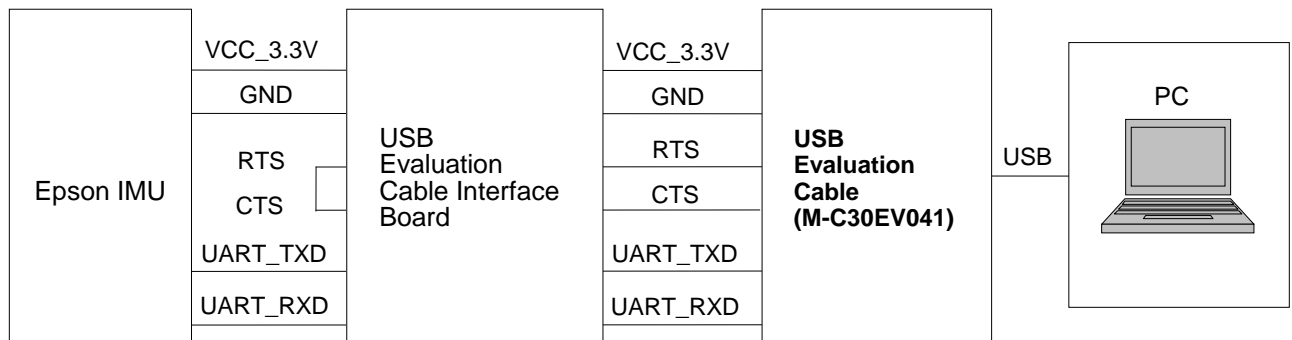 Epson IMU
VCC_3.3V
GND
RTS
CTS
UART_TXD
UART_RXD
USB
Evaluation
Cable Interface
Board
VCC_3.3V
GND
RTS
CTS
UART_TXD
UART_RXD
USB
Evaluation
Cable
(M-C30EV041)
USB
PC